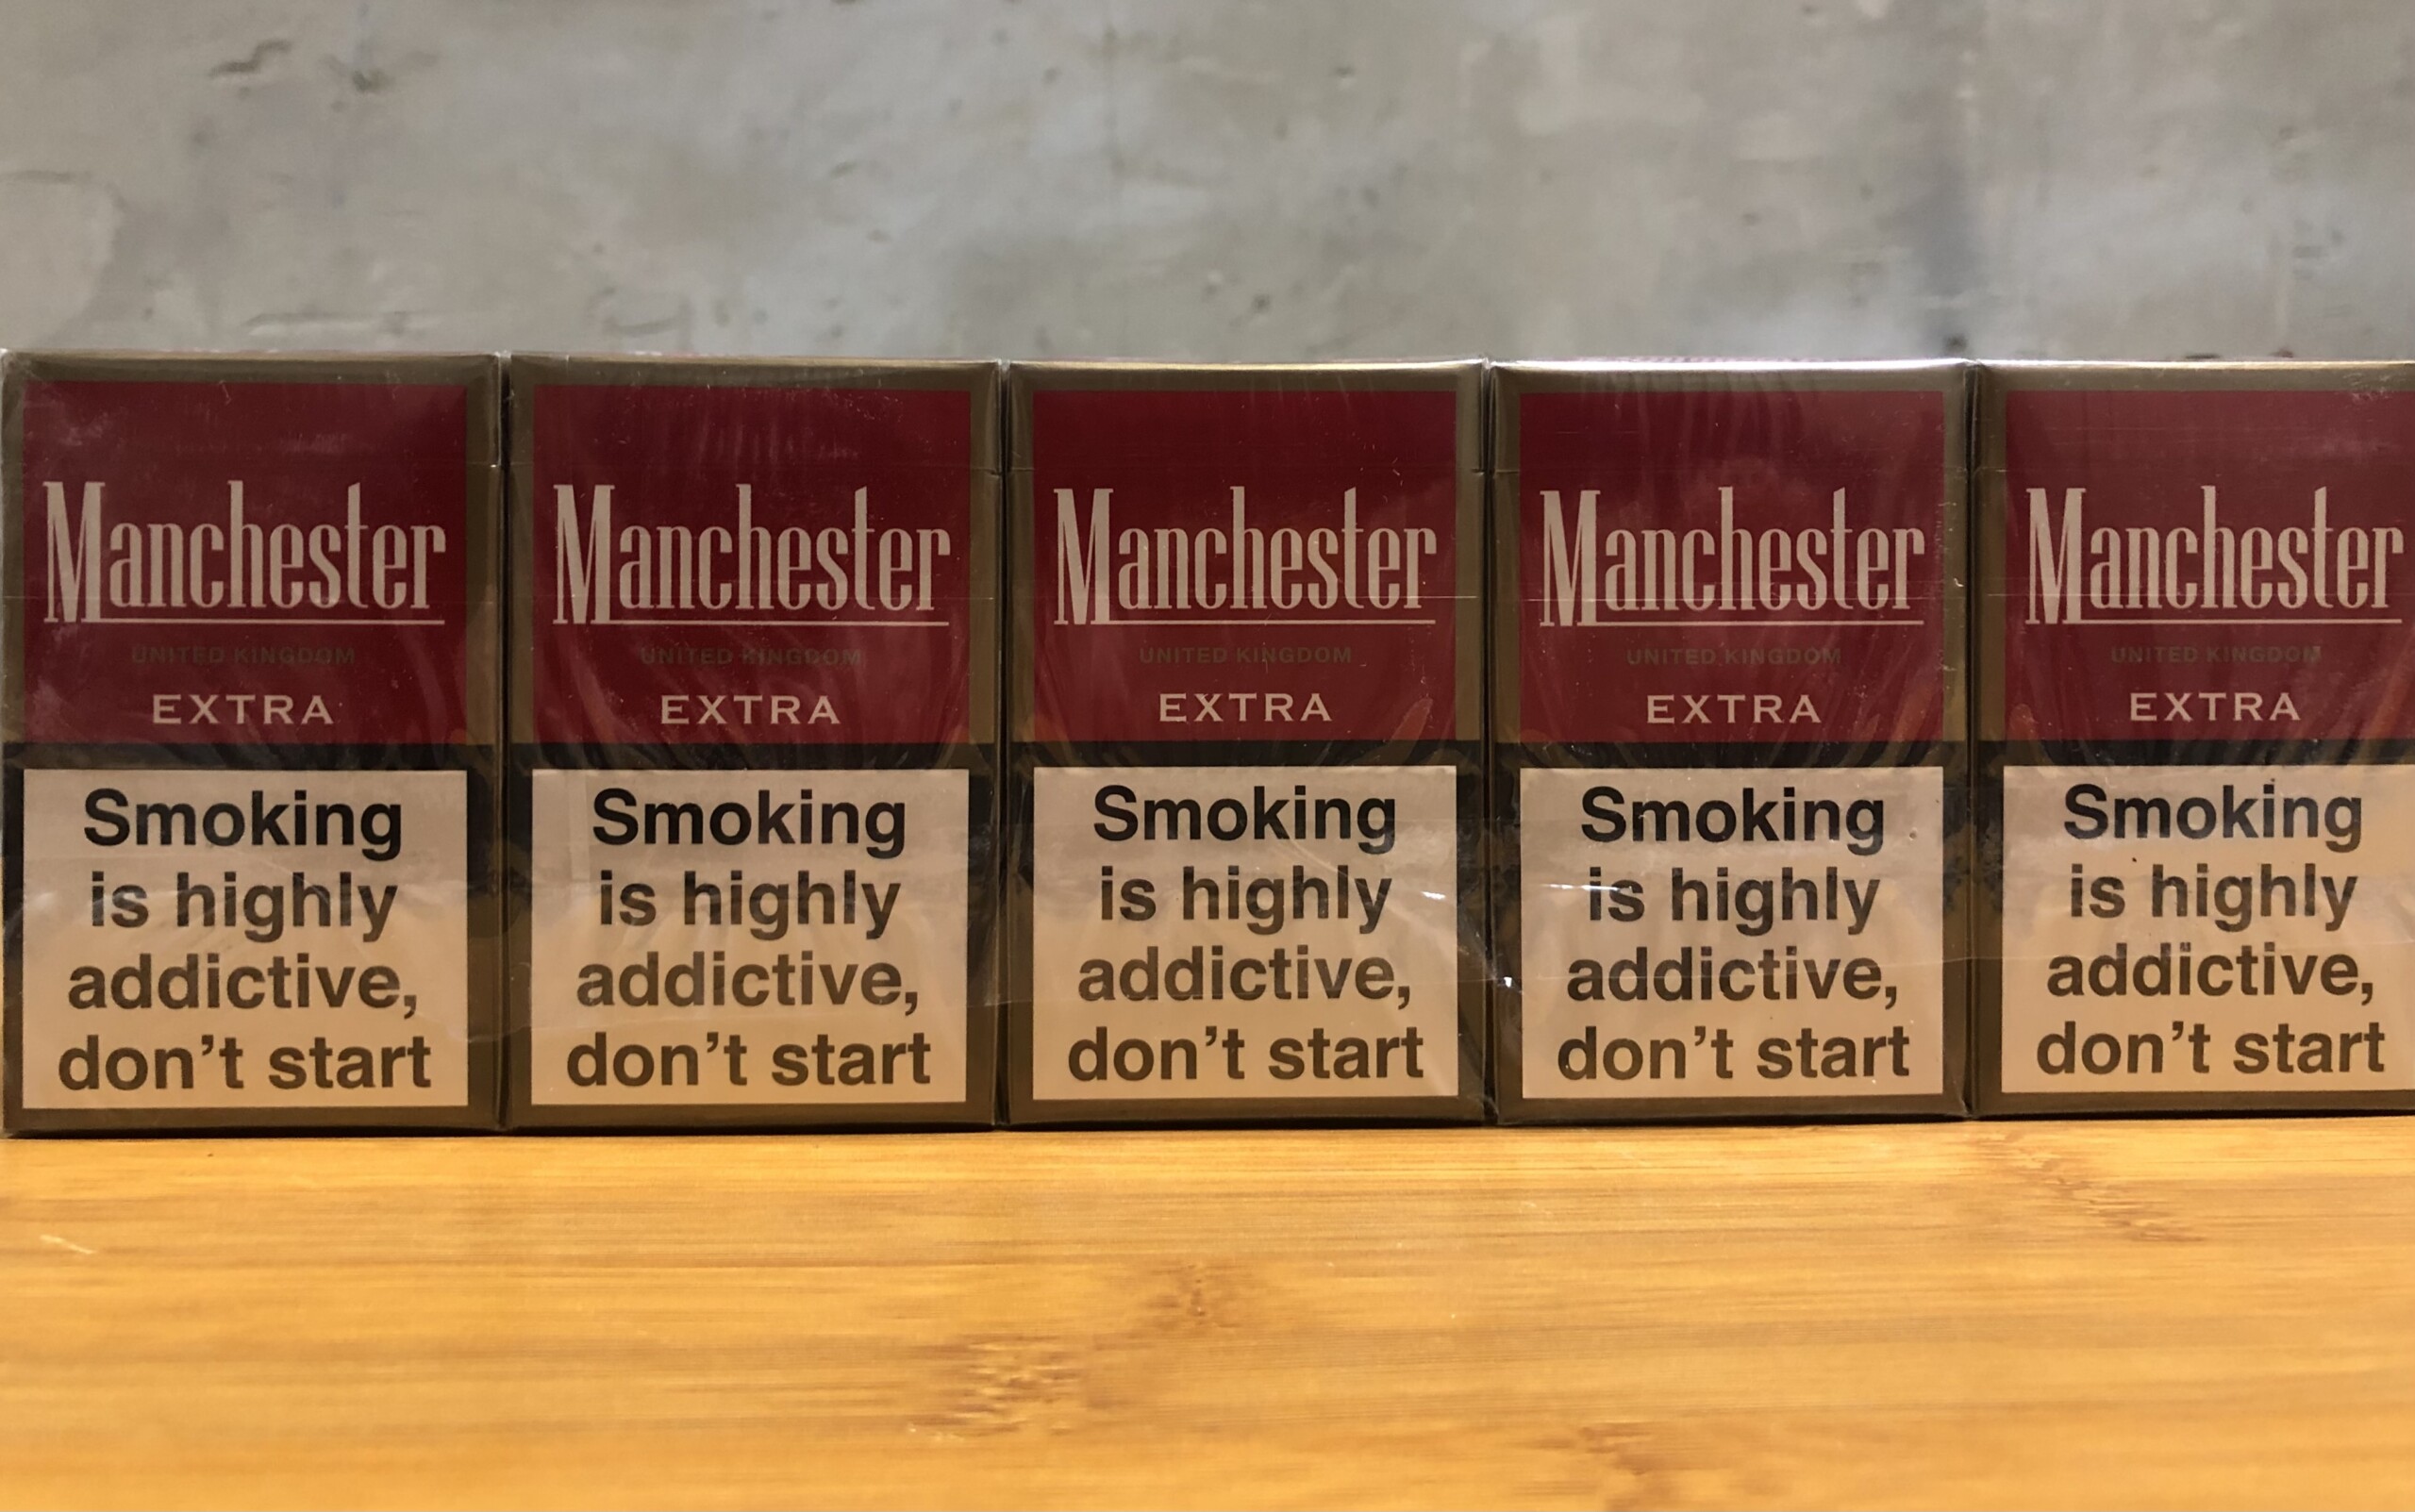 Manchester
UNITED KINGDOM
EXTRA
Smoking
is highly
addictive,
don't start
Manchester
UNITED KINGDOM
EXTRA
Smoking
is highly
addictive,
don't start
Manchester
UNITED KINGDOM
EXTRA
Smoking
is highly
addictive,
don't start
Manchester
UNITED KINGDOM
EXTRA
Smoking
is highly
addictive,
don't start
Manchester
UNITED KINGDOM
EXTRA
Smoking
is highly
addictive,
don't start